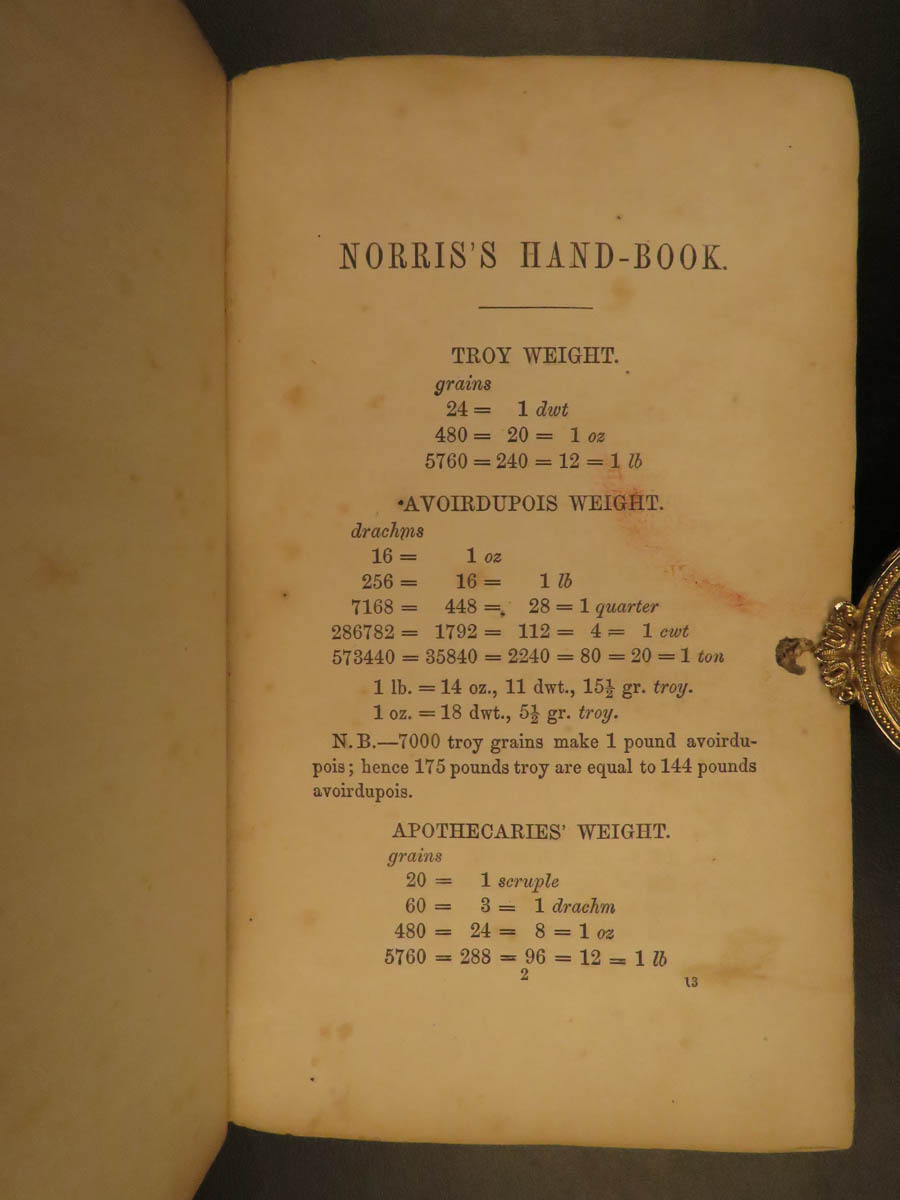 NORRIS'S HAND-BOOK.
TROY WEIGHT.
grains
24 = 1 dwt
480 = 20 = 1 oz
5760 = 240 = 12 = 1 lb
AVOIRDUPOIS WEIGHT.
drachms
16 = 1 oz
256 = 16 = 1 lb
7168 = 448 = 28 = 1 quarter
286782 = 1792 = 112 = 4 = 1 cwt
573440 = 35840 = 2240 = 80 = 20 = 1 ton
1 lb. = 14 oz., 11 dwt., 15½ gr. troy.
1 oz. = 18 dwt., 5½ gr. troy.
N. B.—7000 troy grains make 1 pound avoirdu-
pois; hence 175 pounds troy are equal to 144 pounds
avoirdupois.
APOTHECARIES' WEIGHT.
grains
20 = 1 scruple
60 = 3 = 1 drachm
480 = 24 = 8 = 1 oz
5760 = 288 = 96 = 12 = 1 lb
2
13